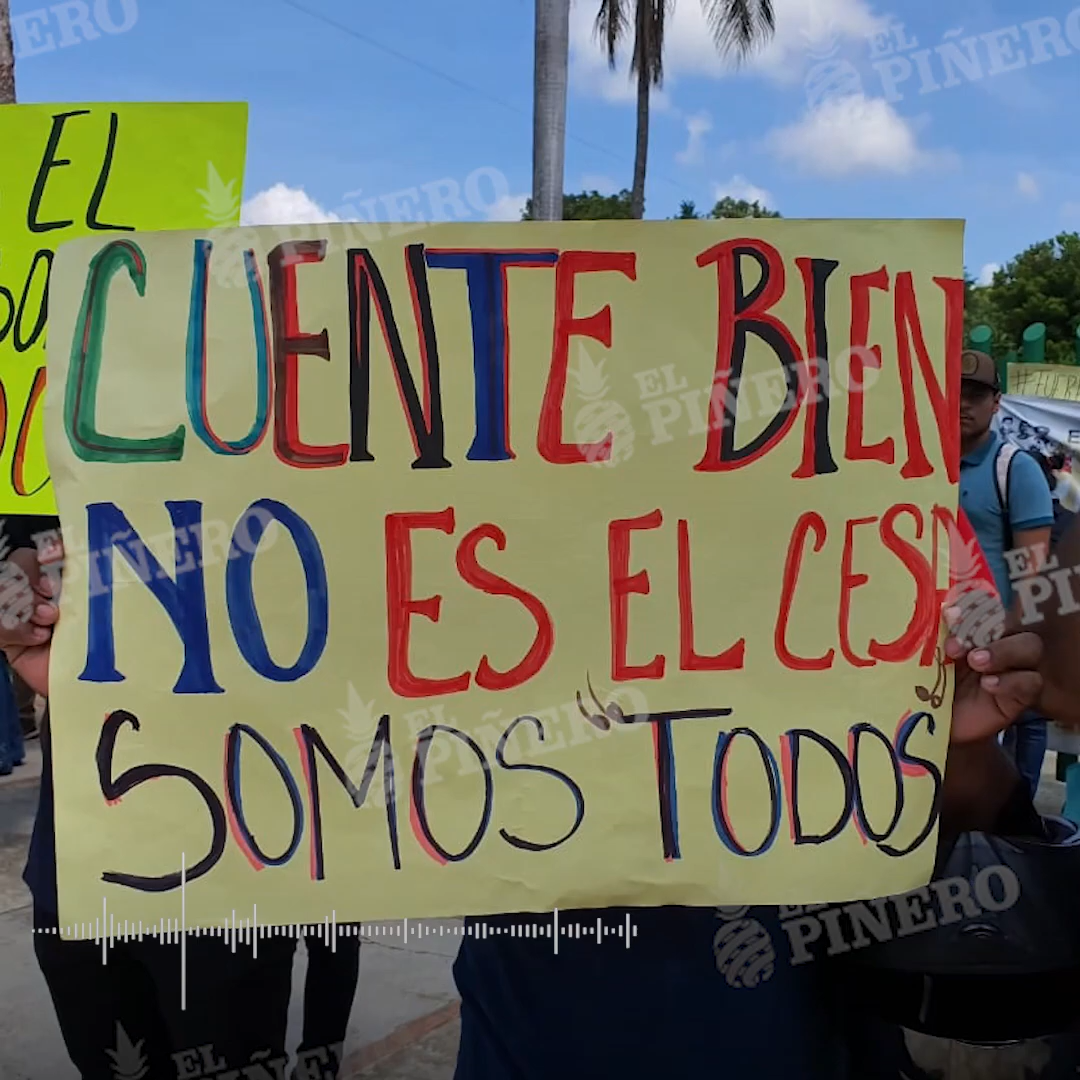 EL
CUENTE BIEN
NO ES EL CESA
SOMOS "TODOS
EL PIÑERO